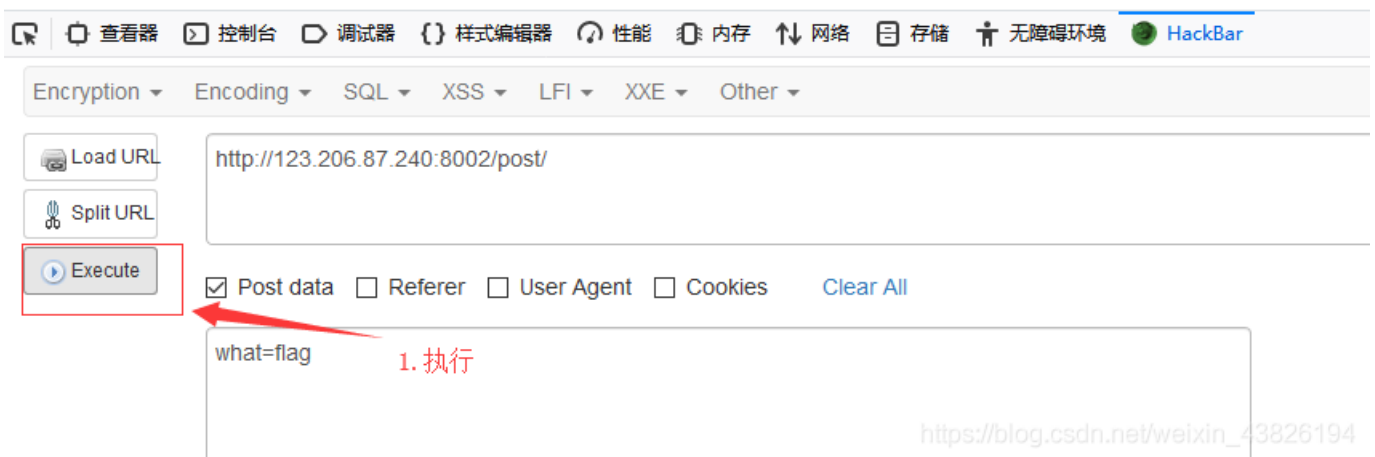 查看器 控制台 调试器 {} 样式编辑器 性能 内存 网络 存储 无障碍环境 HackBar
Encryption Encoding SQL XSS LFI XXE Other
Load URL http://123.206.87.240:8002/post/
Split URL
Execute
Post data Referer User Agent Cookies Clear All
what=flag
1.执行
https://blog.csdn.net/weixin_43826194